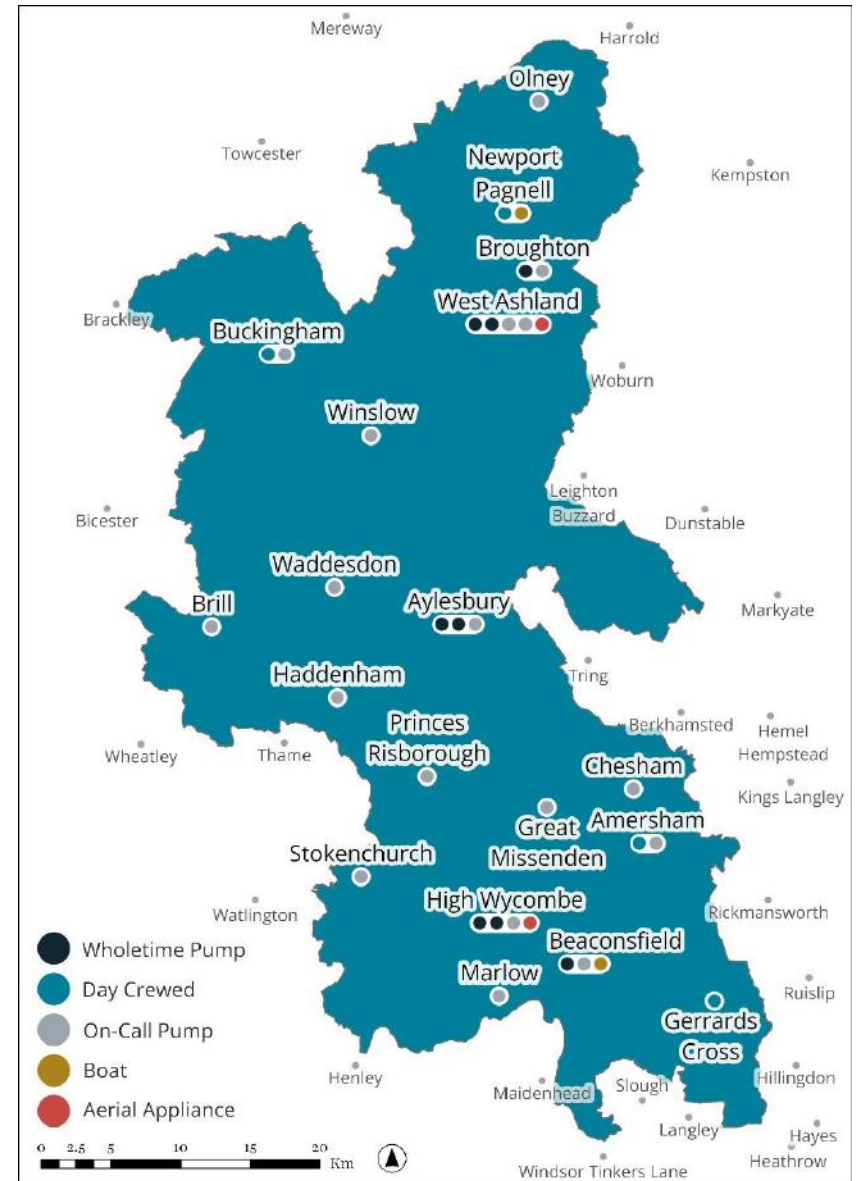 Mereway
Harrold
Olney
Towcester
Newport
Pagnell
Kempston
Broughton
West Ashland
Brackley
Buckingham
Woburn
Winslow
Leighton
Buzzard
Bicester
Dunstable
Waddesdon
Brill
Aylesbury
Markyate
Haddenham
Tring
Princes
Risborough
Berkhamsted
Hemel
Hempstead
Wheatley
Thame
Chesham
Kings Langley
Great
Missenden
Amersham
Stokenchurch
High Wycombe
Watlington
Rickmansworth
Beaconsfield
Marlow
Ruislip
Gerrards
Cross
Wholetime Pump
Day Crewed
On-Call Pump
Boat
Aerial Appliance
Henley
Maidenhead
Slough
Hillingdon
Langley
Hayes
Heathrow
Windsor Tinkers Lane
0 2.5 5 10 15 20
Km